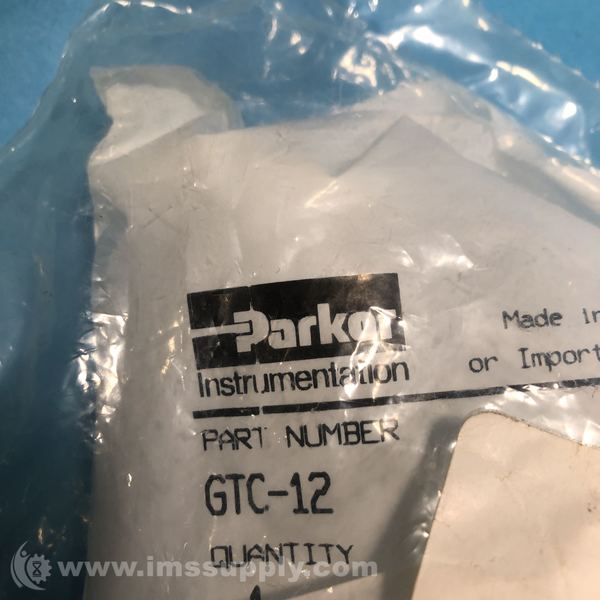 Parker
Instrumentation
Made in
or Import
PART NUMBER
GTC-12
QUANTITY
www.imssupply.com